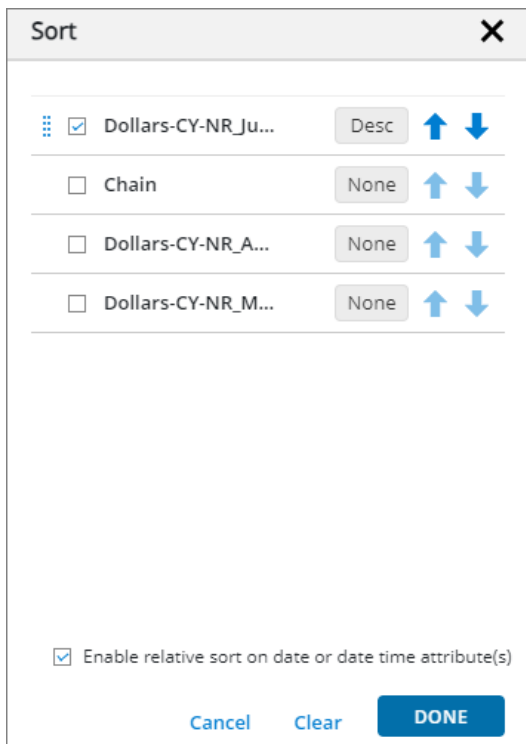 Sort
Dollars-CY-NR_Ju... Desc
Chain None
Dollars-CY-NR_A... None
Dollars-CY-NR_M... None
Enable relative sort on date or date time attribute(s)
Cancel Clear DONE